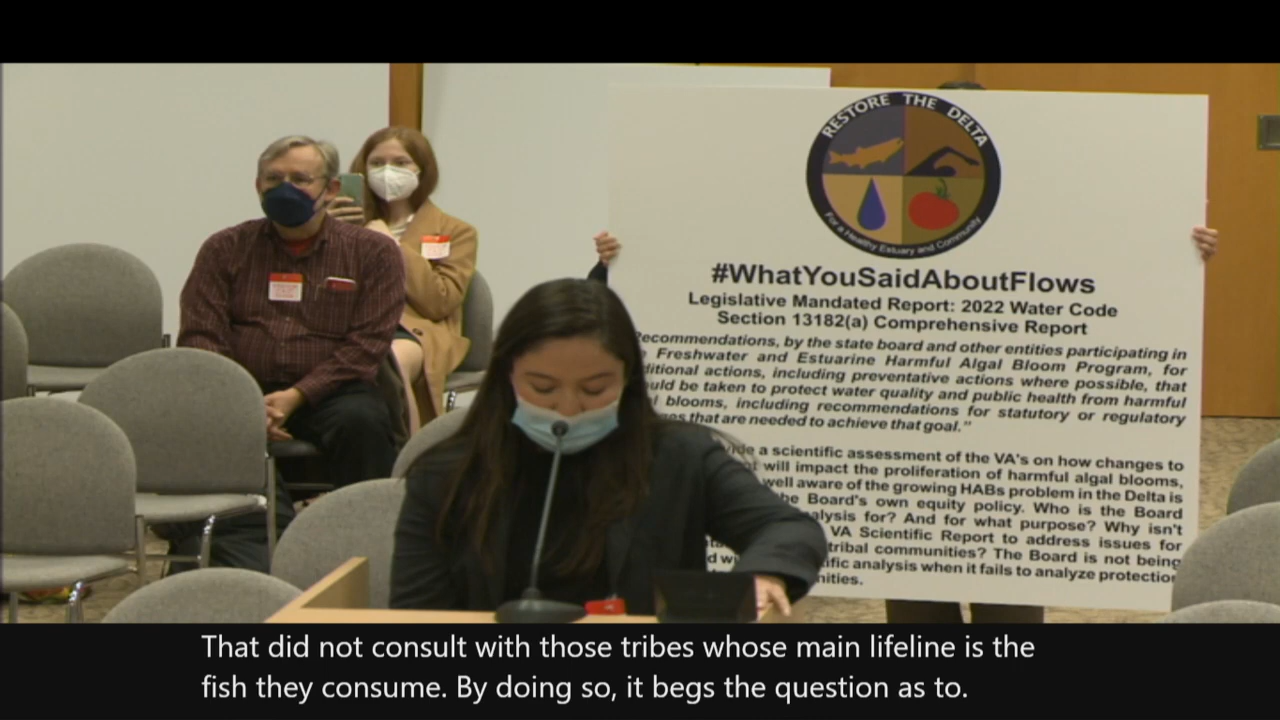 RESTORE THE DELTA
For a Healthy Estuary and Community
#WhatYouSaidAboutFlows
Legislative Mandated Report: 2022 Water Code
Section 13182(a) Comprehensive Report
Recommendations, by the state board and other entities participating in
Freshwater and Estuarine Harmful Algal Bloom Program, for
including preventative actions where possible, that
be taken to protect water quality and public health from harmful
blooms, including recommendations for statutory or regulatory
that are needed to achieve that goal.”
a scientific assessment of the VA's on how changes to
will impact the proliferation of harmful algal blooms,
well aware of the growing HABs problem in the Delta is
Board's own equity policy. Who is the Board
for? And for what purpose? Why isn't
VA Scientific Report to address issues for
tribal communities? The Board is not being
analysis when it fails to analyze
That did not consult with those tribes whose main lifeline is the
fish they consume. By doing so, it begs the question as to.